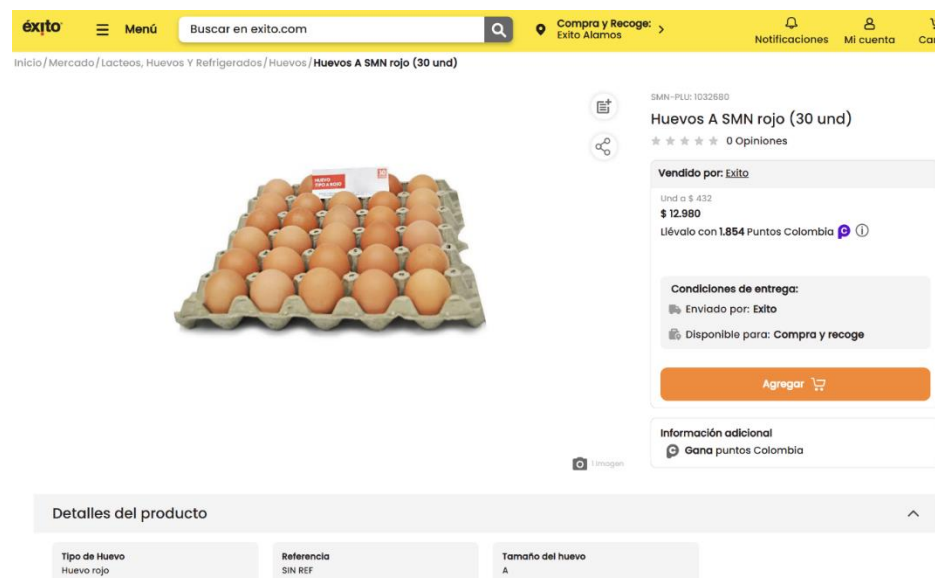 éxito
Menú
Buscar en exito.com
Compra y Recoge:
Exito Alamos
Notificaciones
Mi cuenta
Inicio/Mercado/Lacteos, Huevos Y Refrigerados/Huevos/Huevos A SMN rojo (30 und)
SMN-PLU: 1032680
Huevos A SMN rojo (30 und)
0 Opiniones
HUEVO
TIPO A ROJO
30
Vendido por: Exito
Und a $ 432
$ 12.980
Llévalo con 1.854 Puntos Colombia
Condiciones de entrega:
Enviado por: Exito
Disponible para: Compra y recoge
Agregar
Información adicional
Gana puntos Colombia
1 Imagen
Detalles del producto
Tipo de Huevo
Huevo rojo
Referencia
SIN REF
Tamaño del huevo
A